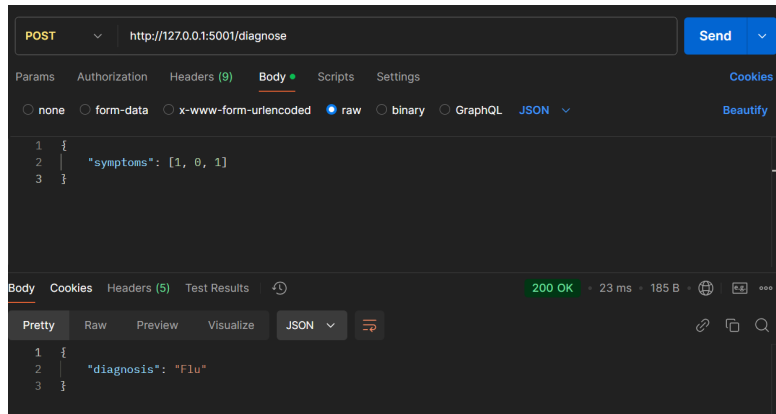 POST http://127.0.0.1:5001/diagnose Send
Params Authorization Headers (9) Body Scripts Settings Cookies
none form-data x-www-form-urlencoded raw binary GraphQL JSON Beautify
1 {
2 "symptoms": [1, 0, 1]
3 }
Body Cookies Headers (5) Test Results 200 OK 23 ms 185 B
Pretty Raw Preview Visualize JSON
1 {
2 "diagnosis": "Flu"
3 }